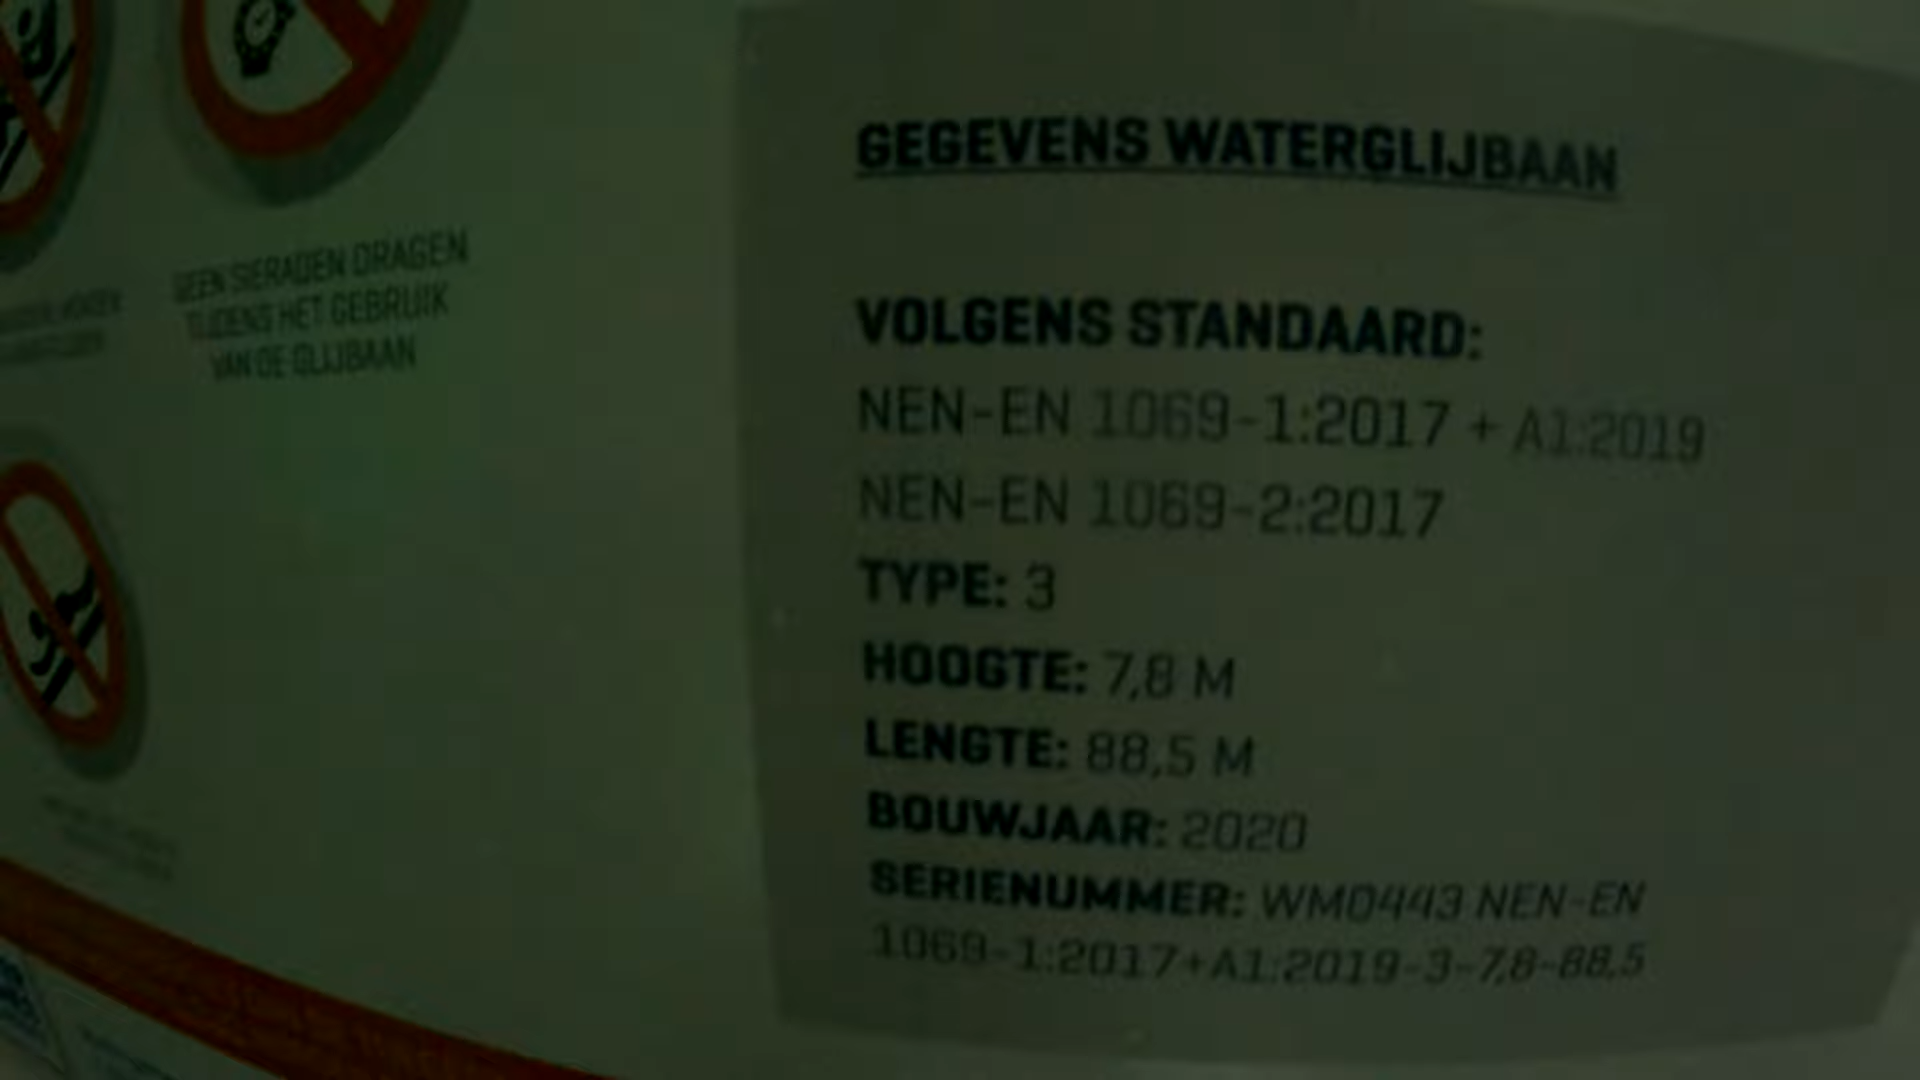 GEEN SIERADEN DRAGEN
TIJDENS HET GEBRUIK
VAN DE GLIJBAAN
GEGEVENS WATERGLIJBAAN
VOLGENS STANDAARD:
NEN-EN 1069-1:2017 + A1:2019
NEN-EN 1069-2:2017
TYPE: 3
HOOGTE: 7,8 M
LENGTE: 88,5 M
BOUWJAAR: 2020
SERIENUMMER: WM0443 NEN-EN
1069-1:2017+A1:2019-3-7,8-88,5